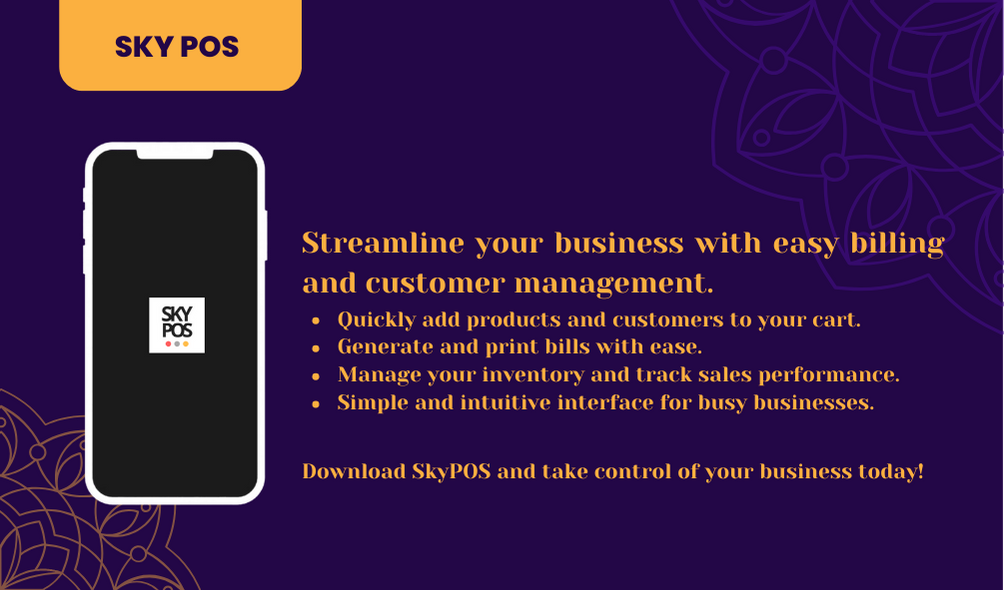 SKY POS
SKY
POS
Streamline your business with easy billing
and customer management.
• Quickly add products and customers to your cart.
• Generate and print bills with ease.
• Manage your inventory and track sales performance.
• Simple and intuitive interface for busy businesses.
Download SkyPOS and take control of your business today!